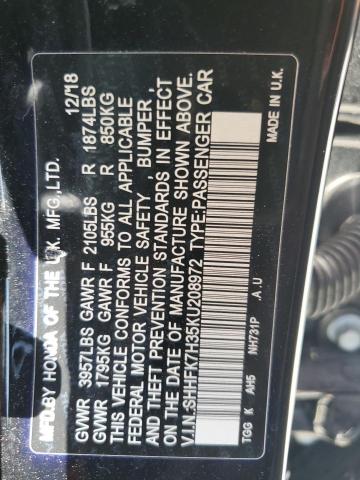 MFD.BY HONDA OF THE U.K. MFG.,LTD. 12/18
GVWR 3957LBS GAWR F 2105LBS R 1874LBS
GVWR 1795KG GAWR F 955KG R 850KG
THIS VEHICLE CONFORMS TO ALL APPLICABLE
FEDERAL MOTOR VEHICLE SAFETY, BUMPER,
AND THEFT PREVENTION STANDARDS IN EFFECT
ON THE DATE OF MANUFACTURE SHOWN ABOVE.
V.I.N:SHHFK7H35KU208972 TYPE:PASSENGER CAR
TGG K AH5 NH731P A .U MADE IN U.K.